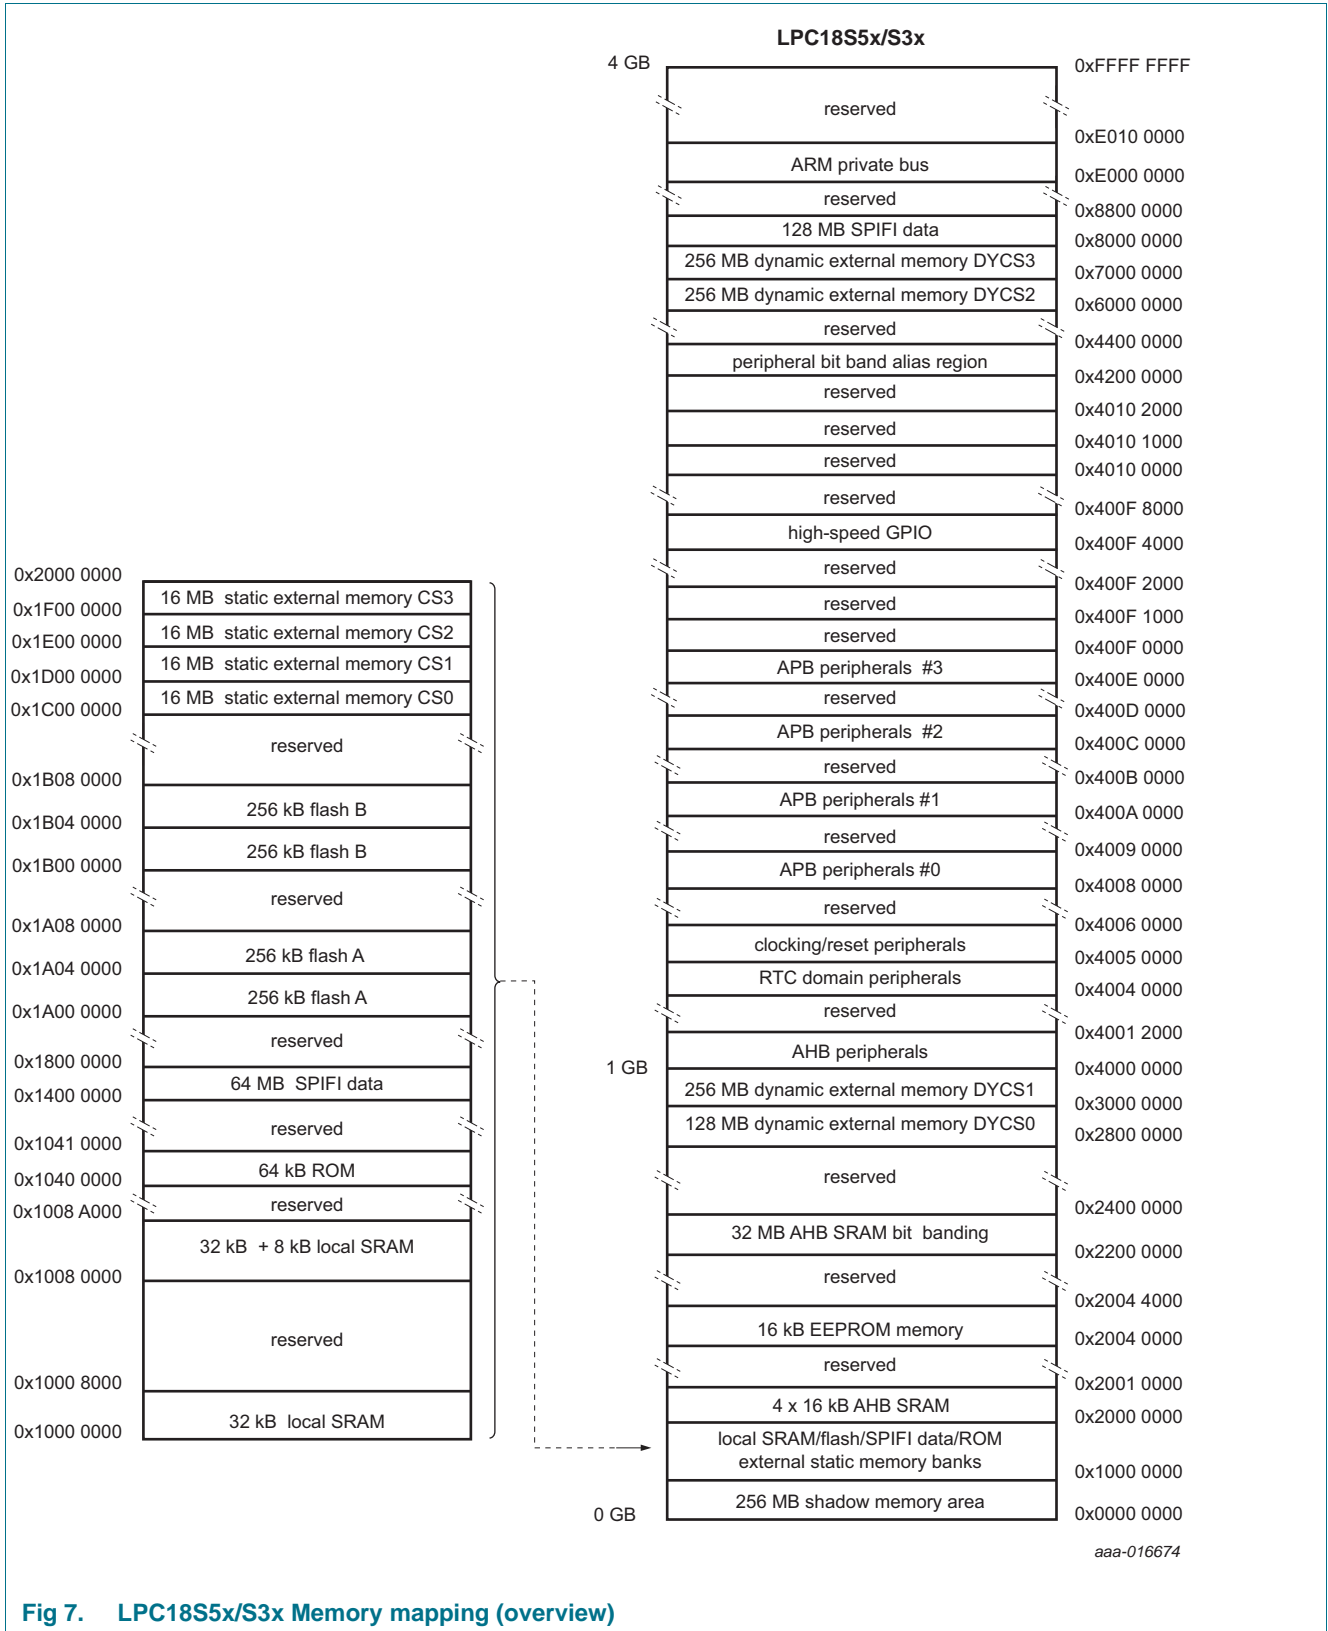 LPC18S5x/S3x
4 GB
0xFFFF FFFF
reserved
0xE010 0000
ARM private bus
0xE000 0000
reserved
0x8800 0000
128 MB SPIFI data
0x8000 0000
256 MB dynamic external memory DYCS3
0x7000 0000
256 MB dynamic external memory DYCS2
0x6000 0000
reserved
0x4400 0000
peripheral bit band alias region
0x4200 0000
reserved
0x4010 2000
reserved
0x4010 1000
reserved
0x4010 0000
reserved
0x400F 8000
high-speed GPIO
0x400F 4000
reserved
0x400F 2000
reserved
0x400F 1000
reserved
0x400F 0000
APB peripherals #3
0x400E 0000
reserved
0x400D 0000
APB peripherals #2
0x400C 0000
reserved
0x400B 0000
APB peripherals #1
0x400A 0000
reserved
0x4009 0000
APB peripherals #0
0x4008 0000
reserved
0x4006 0000
clocking/reset peripherals
0x4005 0000
RTC domain peripherals
0x4004 0000
reserved
0x4001 2000
AHB peripherals
1 GB
0x4000 0000
256 MB dynamic external memory DYCS1
0x3000 0000
128 MB dynamic external memory DYCS0
0x2800 0000
reserved
0x2400 0000
32 MB AHB SRAM bit banding
0x2200 0000
reserved
0x2004 4000
16 kB EEPROM memory
0x2004 0000
reserved
0x2001 0000
4 x 16 kB AHB SRAM
0x2000 0000
local SRAM/flash/SPIFI data/ROM
external static memory banks
0x1000 0000
256 MB shadow memory area
0 GB
0x0000 0000
0x2000 0000
16 MB static external memory CS3
0x1F00 0000
16 MB static external memory CS2
0x1E00 0000
16 MB static external memory CS1
0x1D00 0000
16 MB static external memory CS0
0x1C00 0000
reserved
0x1B08 0000
256 kB flash B
0x1B04 0000
256 kB flash B
0x1B00 0000
reserved
0x1A08 0000
256 kB flash A
0x1A04 0000
256 kB flash A
0x1A00 0000
reserved
0x1800 0000
64 MB SPIFI data
0x1400 0000
reserved
0x1041 0000
64 kB ROM
0x1040 0000
reserved
0x1008 A000
32 kB + 8 kB local SRAM
0x1008 0000
reserved
0x1000 8000
32 kB local SRAM
0x1000 0000
aaa-016674
Fig 7. LPC18S5x/S3x Memory mapping (overview)